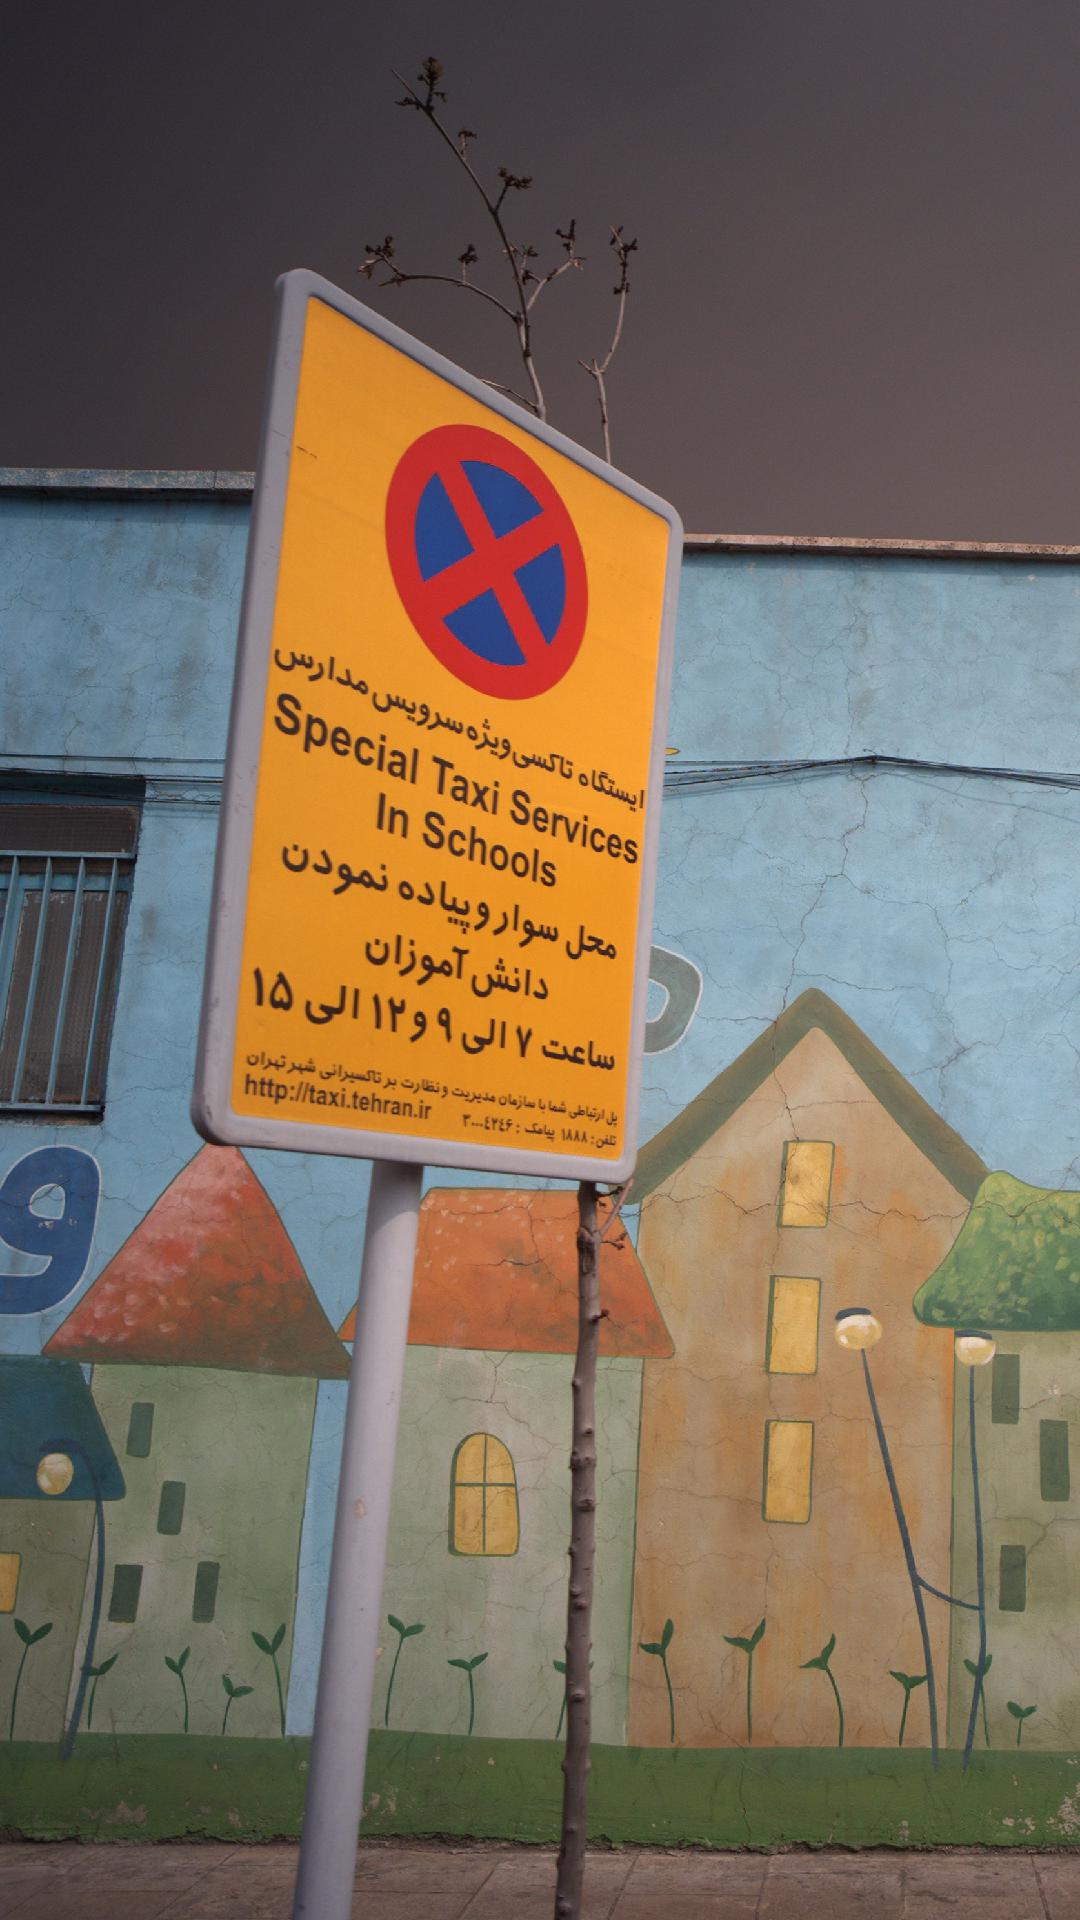 ایستگاه تاکسی ویژه سرویس مدارس
Special Taxi Services
In Schools
محل سوار و پیاده نمودن
دانش آموزان
ساعت ۷ الی ۹ و ۱۲ الی ۱۵
پل ارتباطی شما با سازمان مدیریت و نظارت بر تاکسیرانی شهر تهران
تلفن: ۱۸۸۸ پیامک : ۳۰۰۰٤۲٤۶
http://taxi.tehran.ir
و